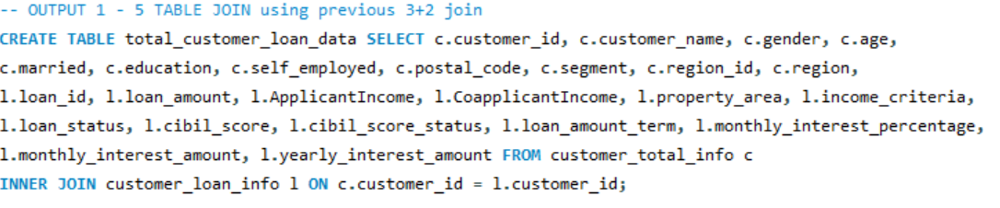 -- OUTPUT 1 - 5 TABLE JOIN using previous 3+2 join
CREATE TABLE total_customer_loan_data SELECT c.customer_id, c.customer_name, c.gender, c.age,
c.married, c.education, c.self_employed, c.postal_code, c.segment, c.region_id, c.region,
l.loan_id, l.loan_amount, l.ApplicantIncome, l.CoapplicantIncome, l.property_area, l.income_criteria,
l.loan_status, l.cibil_score, l.cibil_score_status, l.loan_amount_term, l.monthly_interest_percentage,
l.monthly_interest_amount, l.yearly_interest_amount FROM customer_total_info c
INNER JOIN customer_loan_info l ON c.customer_id = l.customer_id;